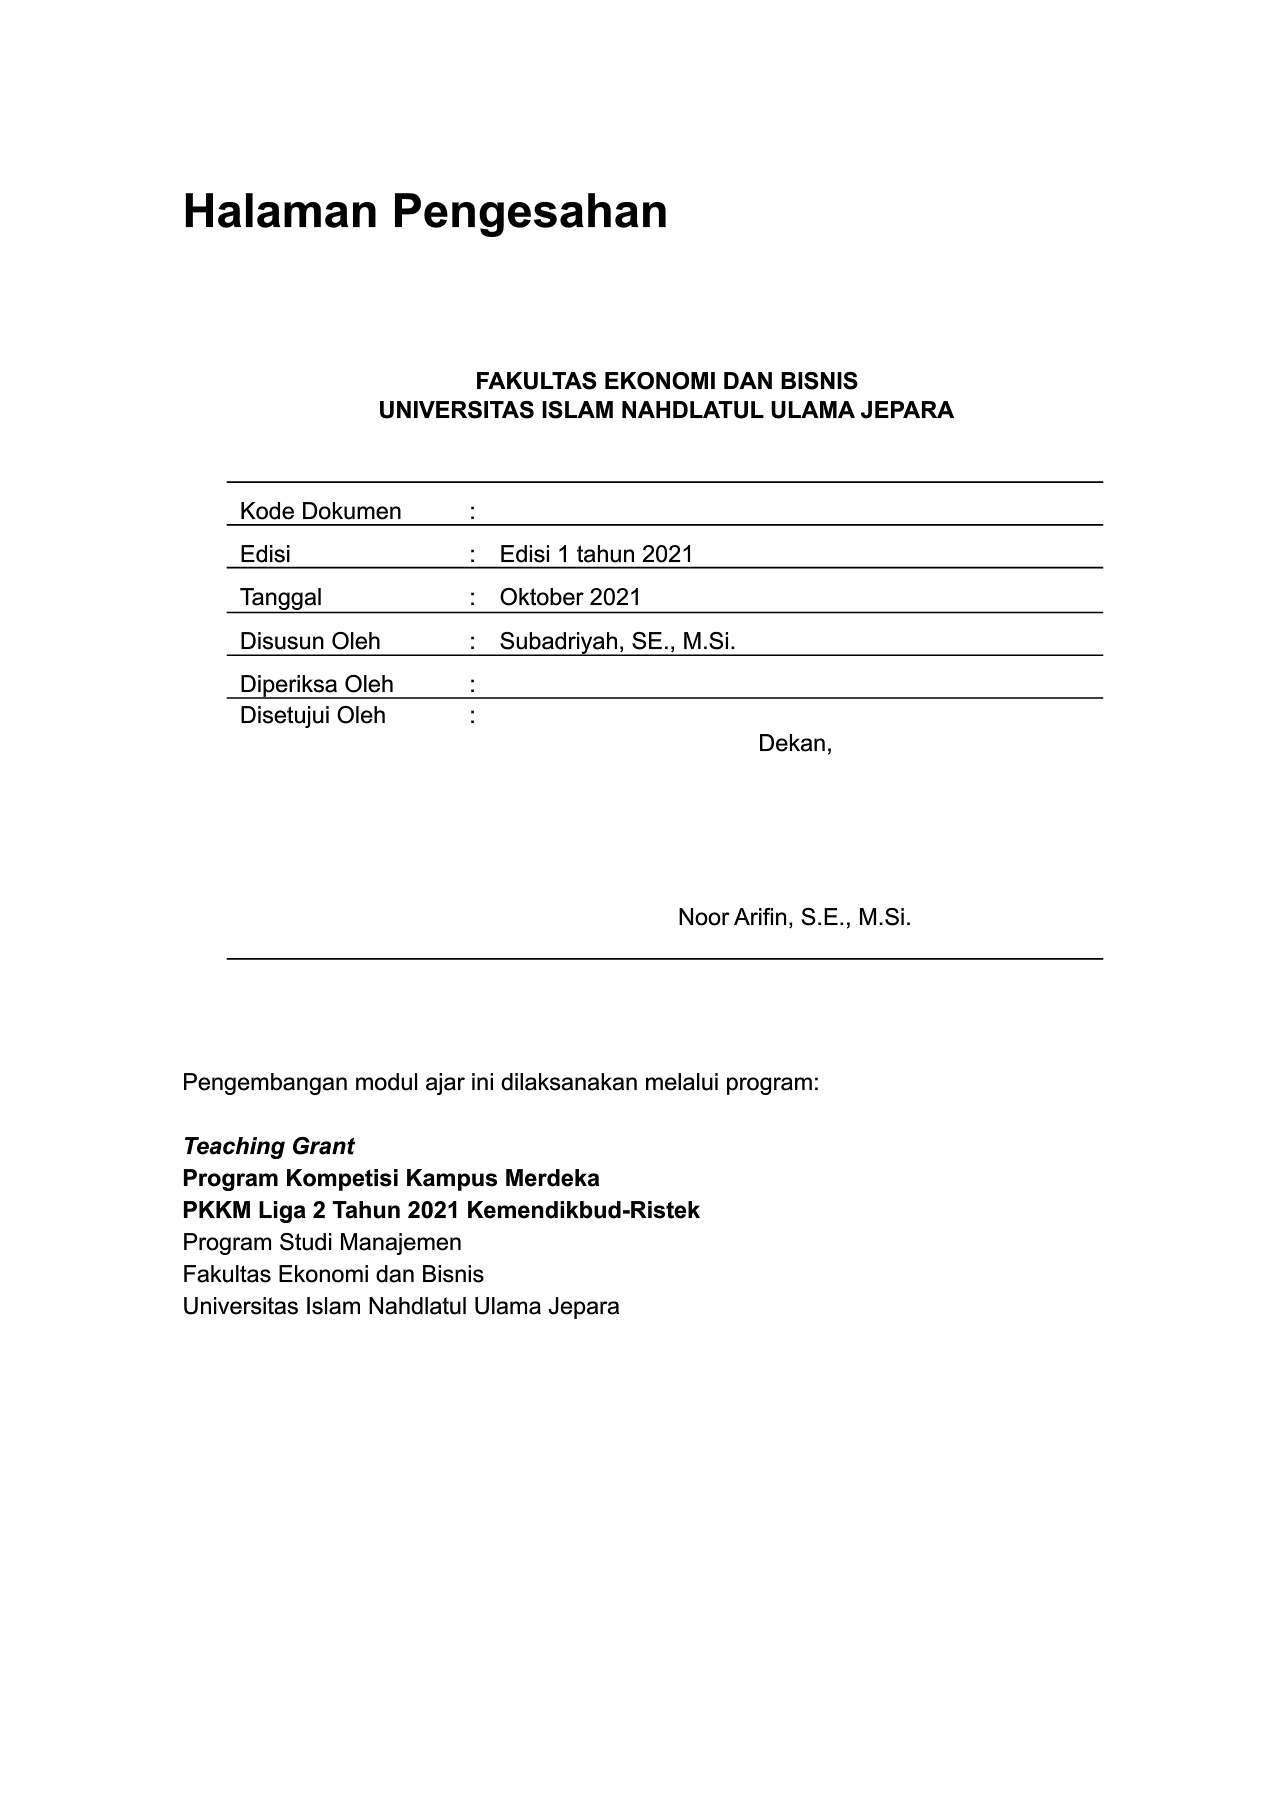 Halaman Pengesahan
FAKULTAS EKONOMI DAN BISNIS
UNIVERSITAS ISLAM NAHDLATUL ULAMA JEPARA
Kode Dokumen :
Edisi : Edisi 1 tahun 2021
Tanggal : Oktober 2021
Disusun Oleh : Subadriyah, SE., M.Si.
Diperiksa Oleh :
Disetujui Oleh :
Dekan,
Noor Arifin, S.E., M.Si.
Pengembangan modul ajar ini dilaksanakan melalui program:
Teaching Grant
Program Kompetisi Kampus Merdeka
PKKM Liga 2 Tahun 2021 Kemendikbud-Ristek
Program Studi Manajemen
Fakultas Ekonomi dan Bisnis
Universitas Islam Nahdlatul Ulama Jepara